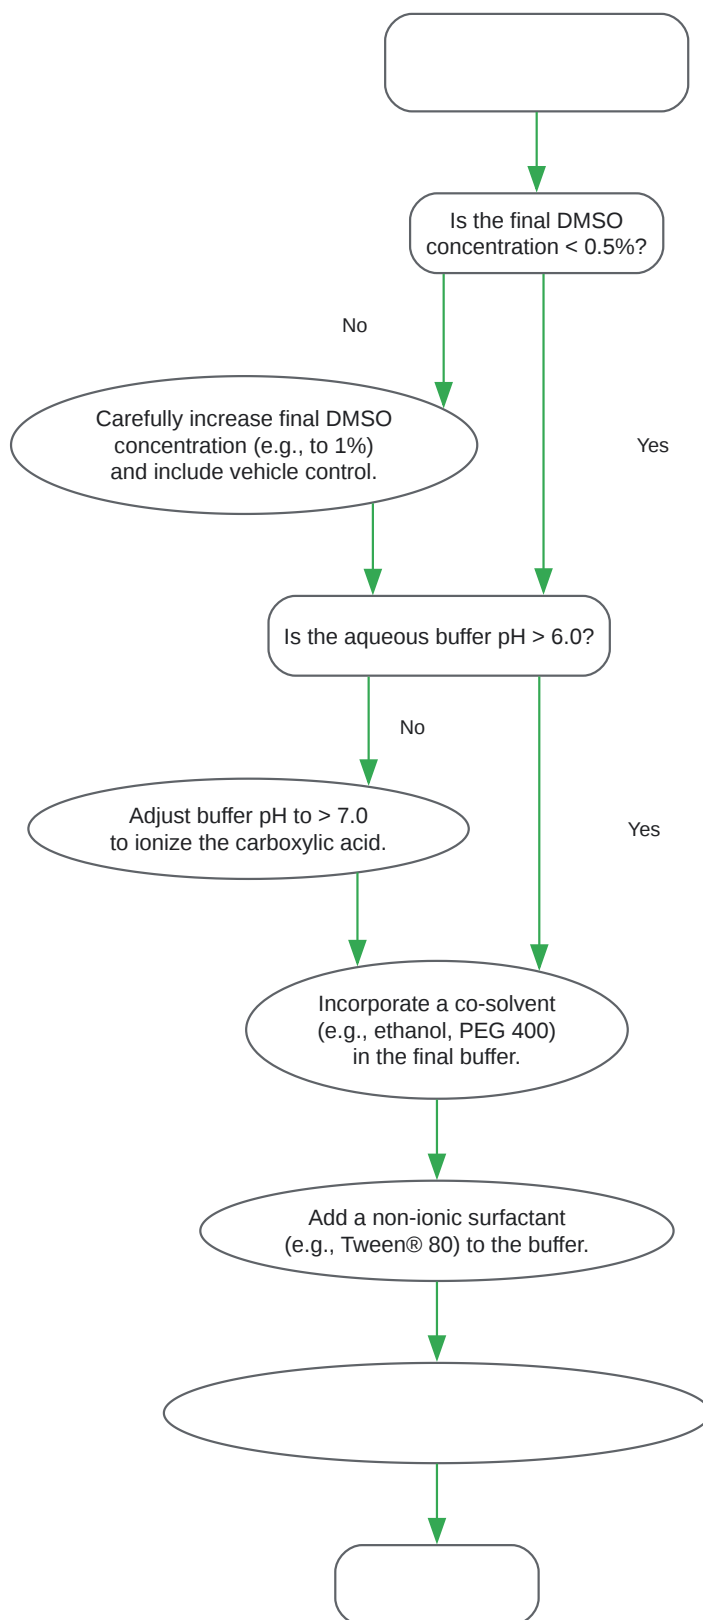 Is the final DMSO
concentration < 0.5%?
No
Carefully increase final DMSO
concentration (e.g., to 1%)
and include vehicle control.
Yes
Is the aqueous buffer pH > 6.0?
No
Adjust buffer pH to > 7.0
to ionize the carboxylic acid.
Yes
Incorporate a co-solvent
(e.g., ethanol, PEG 400)
in the final buffer.
Add a non-ionic surfactant
(e.g., Tween® 80) to the buffer.